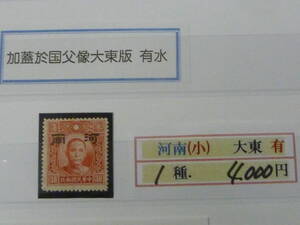 加蓋於国父像大東版 有水
河南
河南(小) 大東 有
1種. 4.000円